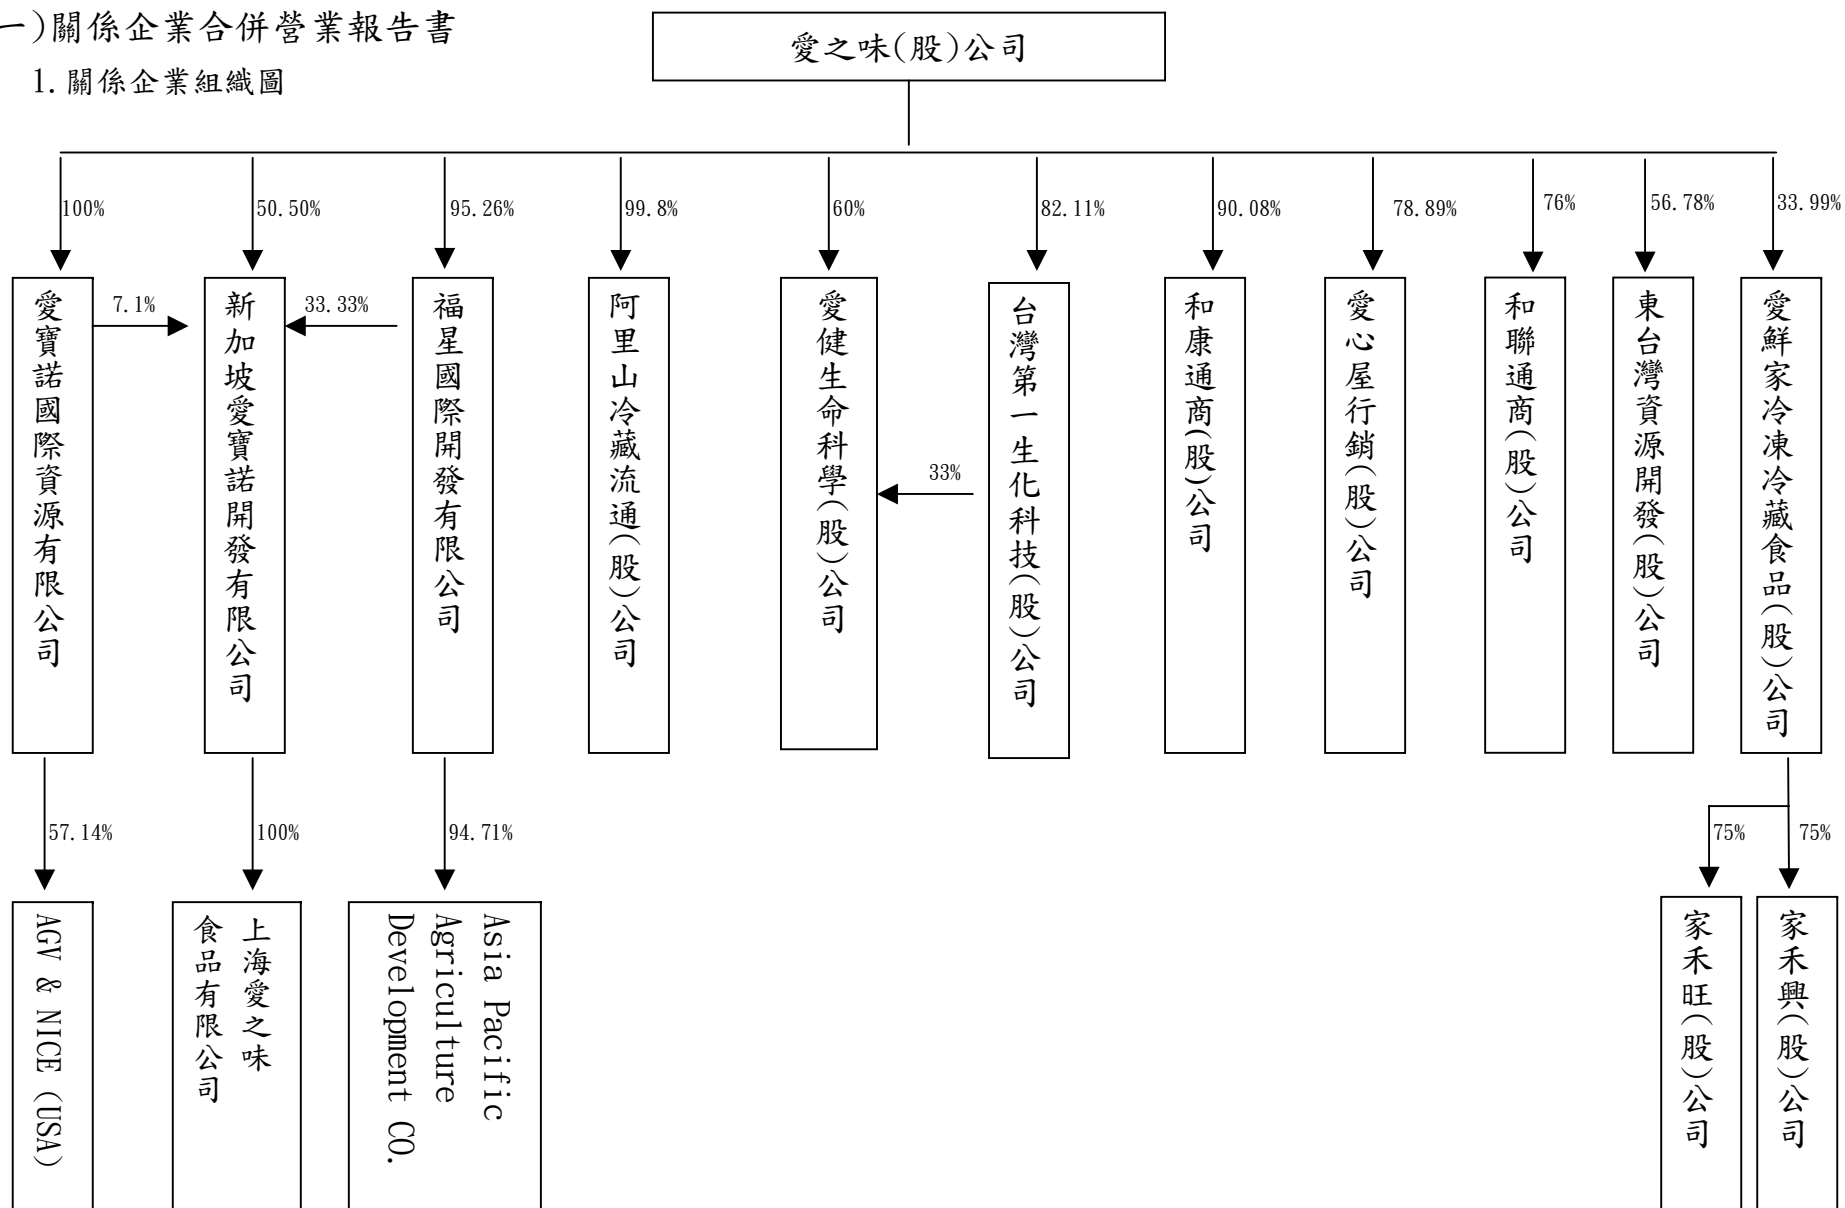 一)關係企業合併營業報告書
1.關係企業組織圖
愛之味(股)公司
100%
50.50%
95.26%
99.8%
60%
82.11%
90.08%
78.89%
76%
56.78%
33.99%
愛寶諾國際資源有限公司
7.1%
新加坡愛寶諾開發有限公司
33.33%
福星國際開發有限公司
阿里山冷藏流通(股)公司
愛健生命科學(股)公司
33%
台灣第一生化科技(股)公司
和康通商(股)公司
愛心屋行銷(股)公司
和聯通商(股)公司
東台灣資源開發(股)公司
愛鮮家冷凍冷藏食品(股)公司
57.14%
100%
94.71%
75%
75%
AGV & NICE (USA)
上海愛之味
食品有限公司
Asia Pacific
Agriculture
Development CO.
家禾旺(股)公司
家禾興(股)公司